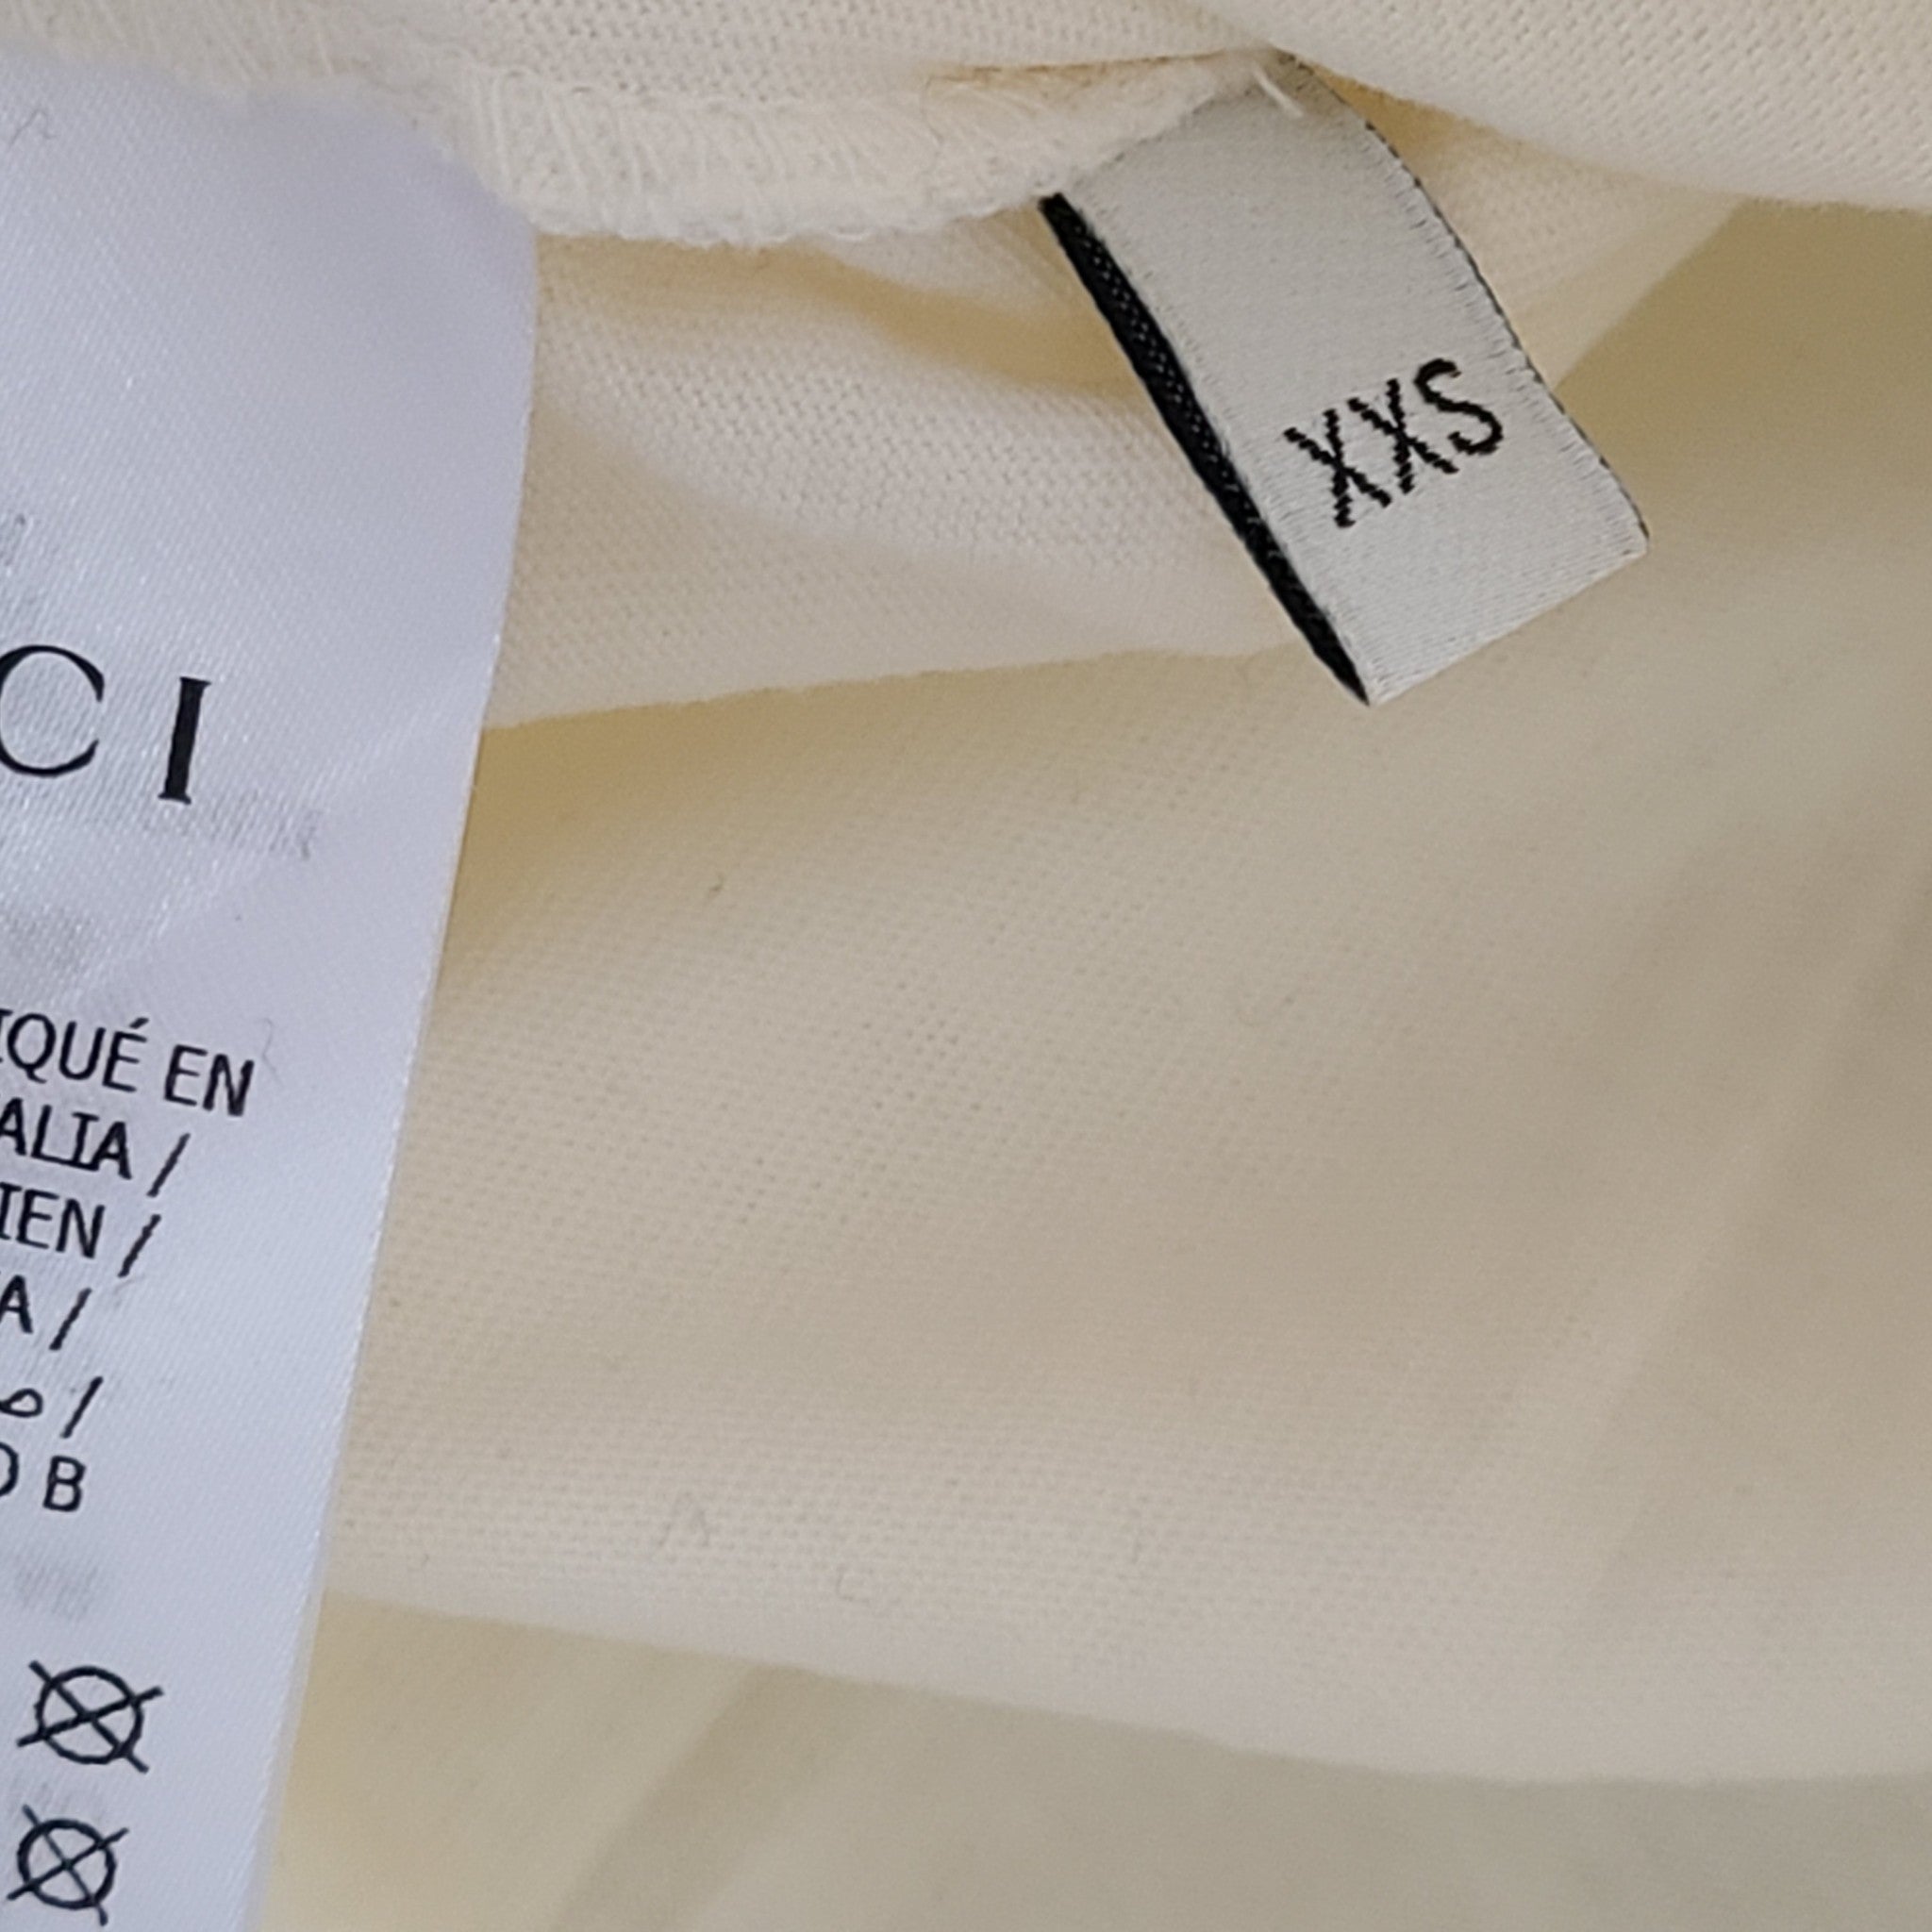 XXS
CI
IQUÉ EN
ALIA /
IEN /
A /
/
B